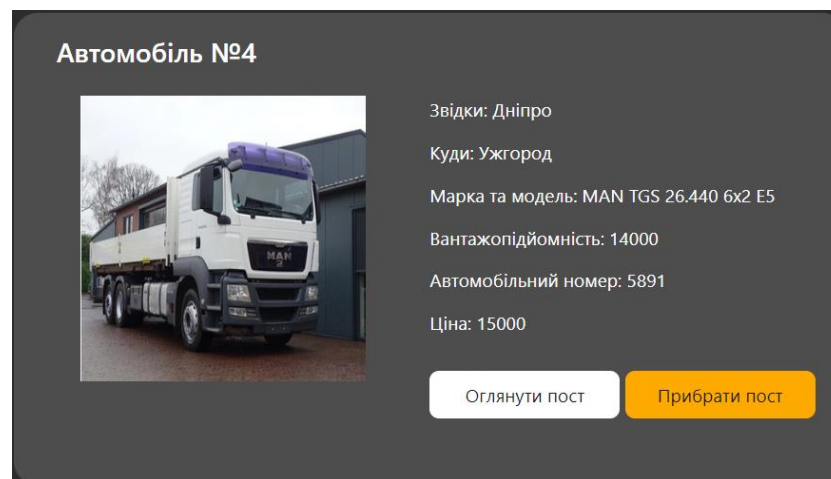 Автомобіль №4
MAN
Звідки: Дніпро
Куди: Ужгород
Марка та модель: MAN TGS 26.440 6x2 E5
Вантажопідйомність: 14000
Автомобільний номер: 5891
Ціна: 15000
Оглянути пост
Прибрати пост